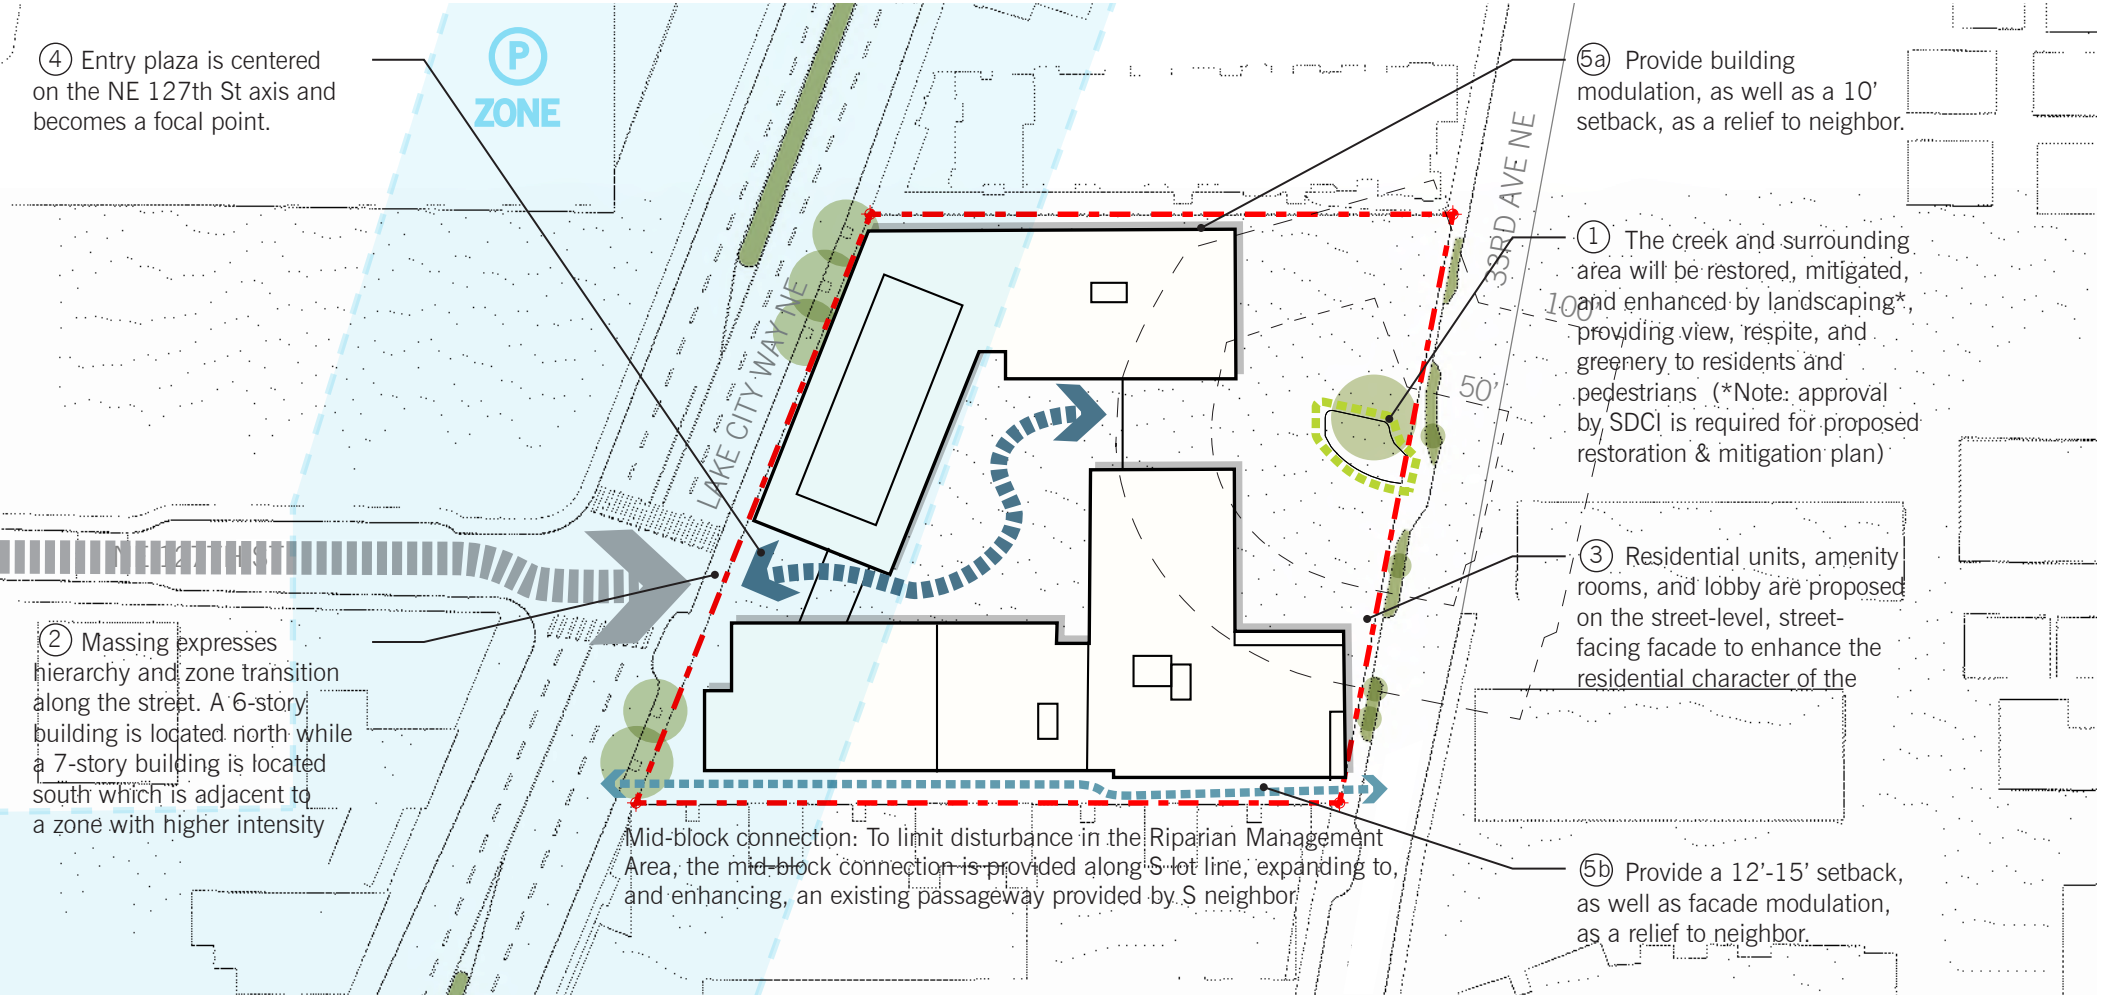 4 Entry plaza is centered
on the NE 127th St axis and
becomes a focal point.
P
ZONE
5a Provide building
modulation, as well as a 10'
setback, as a relief to neighbor.
33RD AVE NE
1 The creek and surrounding
area will be restored, mitigated,
and enhanced by landscaping*,
providing view, respite, and
greenery to residents and
pedestrians (*Note: approval
by SDCI is required for proposed
restoration & mitigation plan)
100'
50'
LAKE CITY WAY NE
NE 127TH ST
3 Residential units, amenity
rooms, and lobby are proposed
on the street-level, street-
facing facade to enhance the
residential character of the
2 Massing expresses
hierarchy and zone transition
along the street. A 6-story
building is located north while
a 7-story building is located
south which is adjacent to
a zone with higher intensity
Mid-block connection: To limit disturbance in the Riparian Management
Area, the mid-block connection is provided along S lot line, expanding to,
and enhancing, an existing passageway provided by S neighbor
5b Provide a 12'-15' setback,
as well as facade modulation,
as a relief to neighbor.